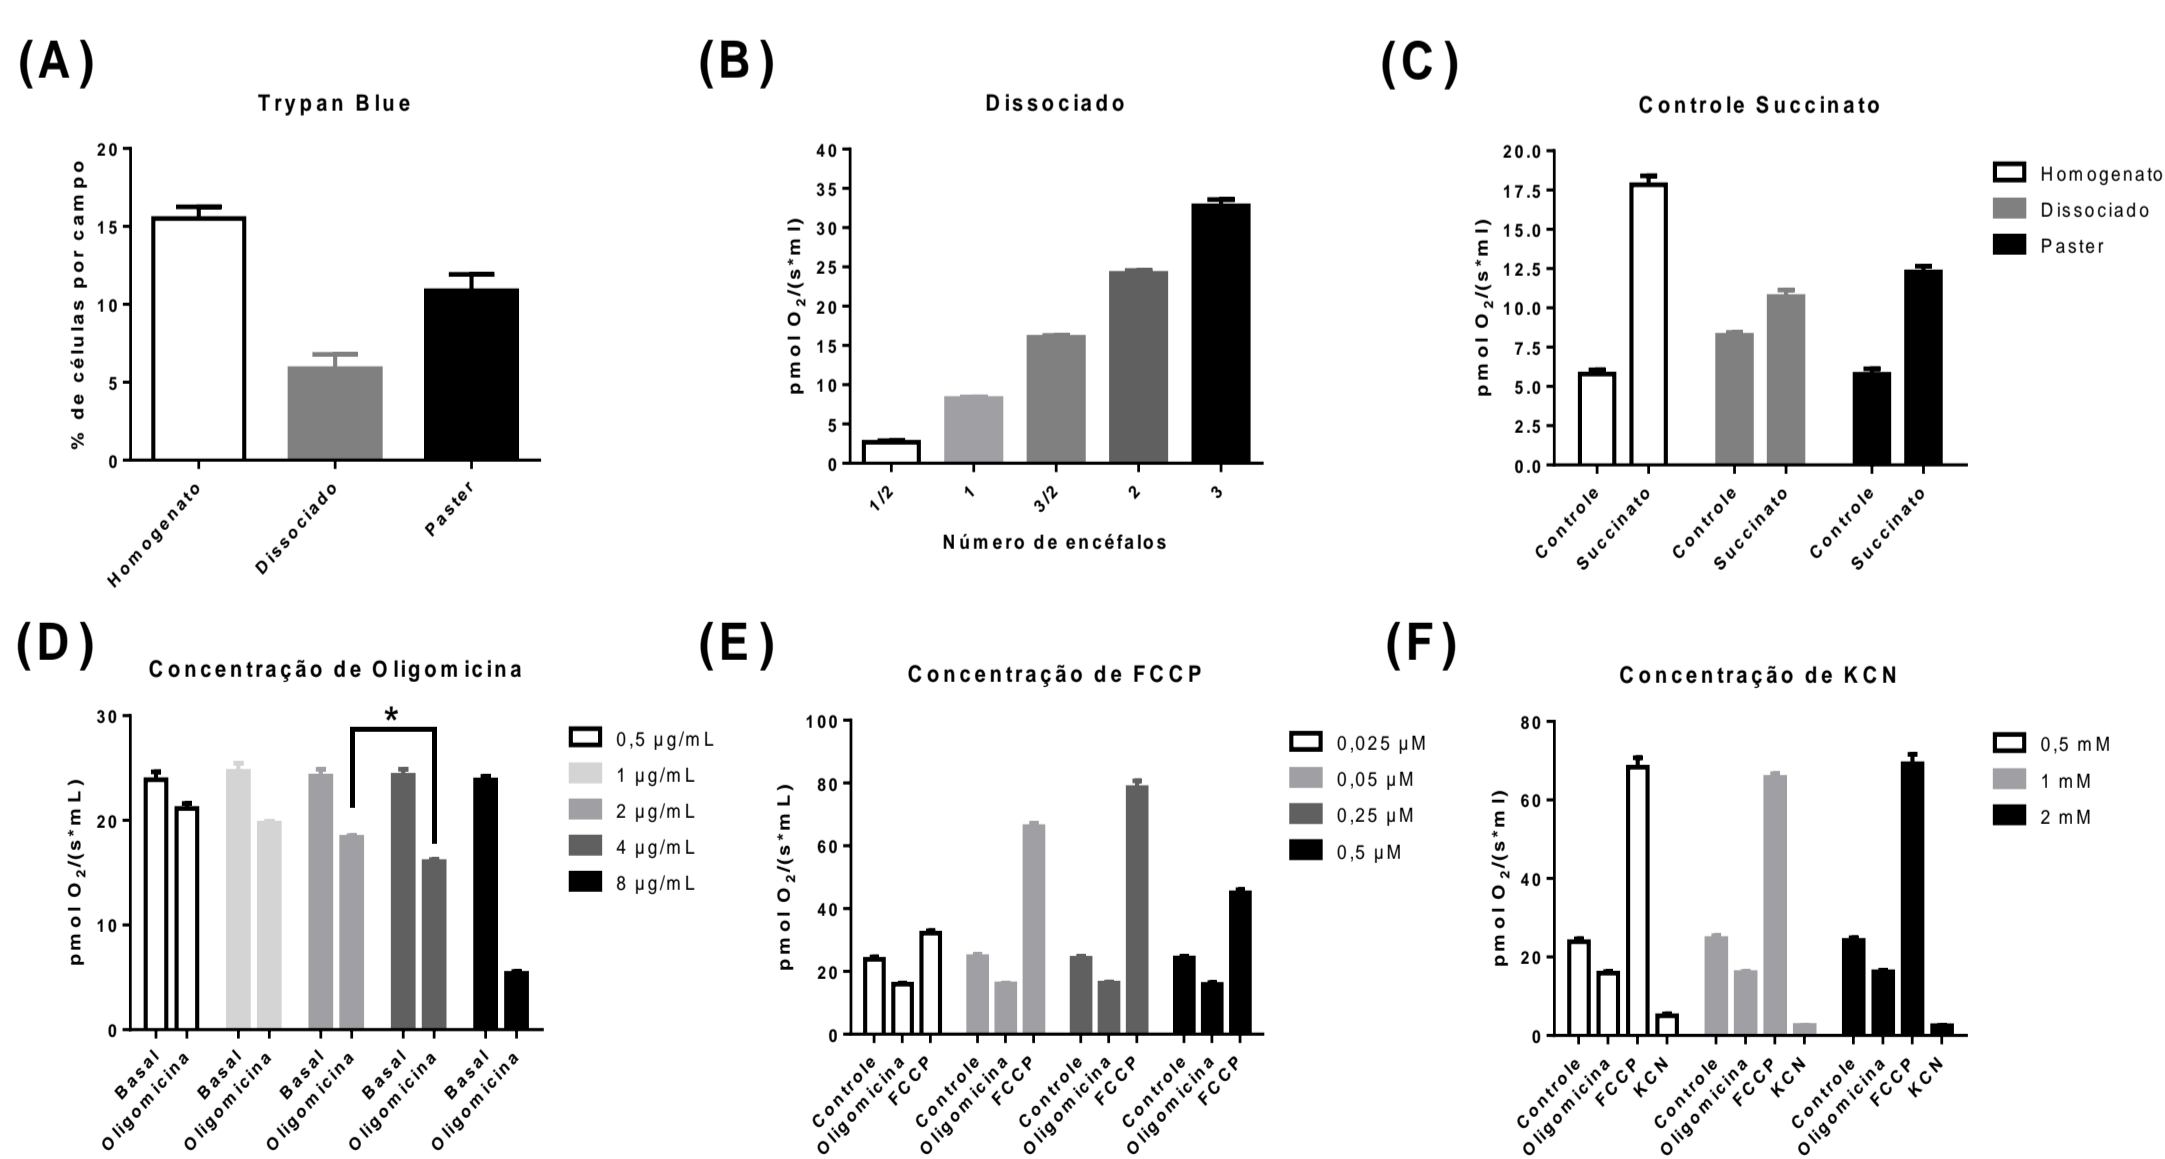 (A)
Trypan Blue
% de células por campo
20
15
10
5
0
Homogenato
Dissociado
Paster
(B)
Dissociado
pmol O2/(s*ml)
40
35
30
25
20
15
10
5
0
1/2
1
3/2
2
3
Número de encéfalos
(C)
Controle Succinato
pmol O2/(s*ml)
20.0
17.5
15.0
12.5
10.0
7.5
5.0
2.5
0.0
Controle
Succinato
Controle
Succinato
Controle
Succinato
Homogenato
Dissociado
Paster
(D)
Concentração de Oligomicina
pmol O2/(s*mL)
30
20
10
0
*
Basal
Oligomicina
Basal
Oligomicina
Basal
Oligomicina
Basal
Oligomicina
Basal
Oligomicina
0,5 µg/mL
1 µg/mL
2 µg/mL
4 µg/mL
8 µg/mL
(E)
Concentração de FCCP
pmol O2/(s*mL)
100
80
60
40
20
0
Controle
Oligomicina
FCCP
Controle
Oligomicina
FCCP
Controle
Oligomicina
FCCP
Controle
Oligomicina
FCCP
0,025 µM
0,05 µM
0,25 µM
0,5 µM
(F)
Concentração de KCN
pmol O2/(s*ml)
80
60
40
20
0
Controle
Oligomicina
FCCP
KCN
Controle
Oligomicina
FCCP
KCN
Controle
Oligomicina
FCCP
KCN
0,5 mM
1 mM
2 mM